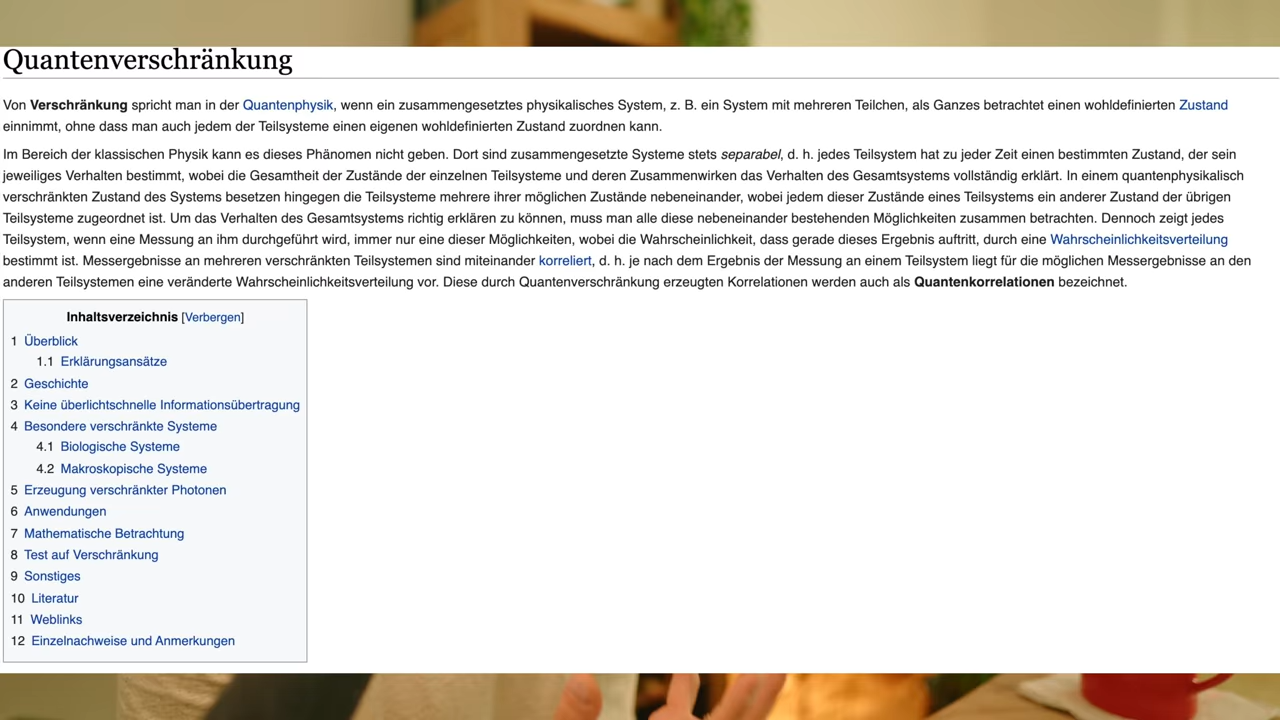 Quantenverschränkung
Von Verschränkung spricht man in der Quantenphysik, wenn ein zusammengesetztes physikalisches System, z. B. ein System mit mehreren Teilchen, als Ganzes betrachtet einen wohldefinierten Zustand
einnimmt, ohne dass man auch jedem der Teilsysteme einen eigenen wohldefinierten Zustand zuordnen kann.
Im Bereich der klassischen Physik kann es dieses Phänomen nicht geben. Dort sind zusammengesetzte Systeme stets separabel, d. h. jedes Teilsystem hat zu jeder Zeit einen bestimmten Zustand, der sein
jeweiliges Verhalten bestimmt, wobei die Gesamtheit der Zustände der einzelnen Teilsysteme und deren Zusammenwirken das Verhalten des Gesamtsystems vollständig erklärt. In einem quantenphysikalisch
verschränkten Zustand des Systems besetzen hingegen die Teilsysteme mehrere ihrer möglichen Zustände nebeneinander, wobei jedem dieser Zustände eines Teilsystems ein anderer Zustand der übrigen
Teilsysteme zugeordnet ist. Um das Verhalten des Gesamtsystems richtig erklären zu können, muss man alle diese nebeneinander bestehenden Möglichkeiten zusammen betrachten. Dennoch zeigt jedes
Teilsystem, wenn eine Messung an ihm durchgeführt wird, immer nur eine dieser Möglichkeiten, wobei die Wahrscheinlichkeit, dass gerade dieses Ergebnis auftritt, durch eine Wahrscheinlichkeitsverteilung
bestimmt ist. Messergebnisse an mehreren verschränkten Teilsystemen sind miteinander korreliert, d. h. je nach dem Ergebnis der Messung an einem Teilsystem liegt für die möglichen Messergebnisse an den
anderen Teilsystemen eine veränderte Wahrscheinlichkeitsverteilung vor. Diese durch Quantenverschränkung erzeugten Korrelationen werden auch als Quantenkorrelationen bezeichnet.
Inhaltsverzeichnis [Verbergen]
1 Überblick
1.1 Erklärungsansätze
2 Geschichte
3 Keine überlichtschnelle Informationsübertragung
4 Besondere verschränkte Systeme
4.1 Biologische Systeme
4.2 Makroskopische Systeme
5 Erzeugung verschränkter Photonen
6 Anwendungen
7 Mathematische Betrachtung
8 Test auf Verschränkung
9 Sonstiges
10 Literatur
11 Weblinks
12 Einzelnachweise und Anmerkungen